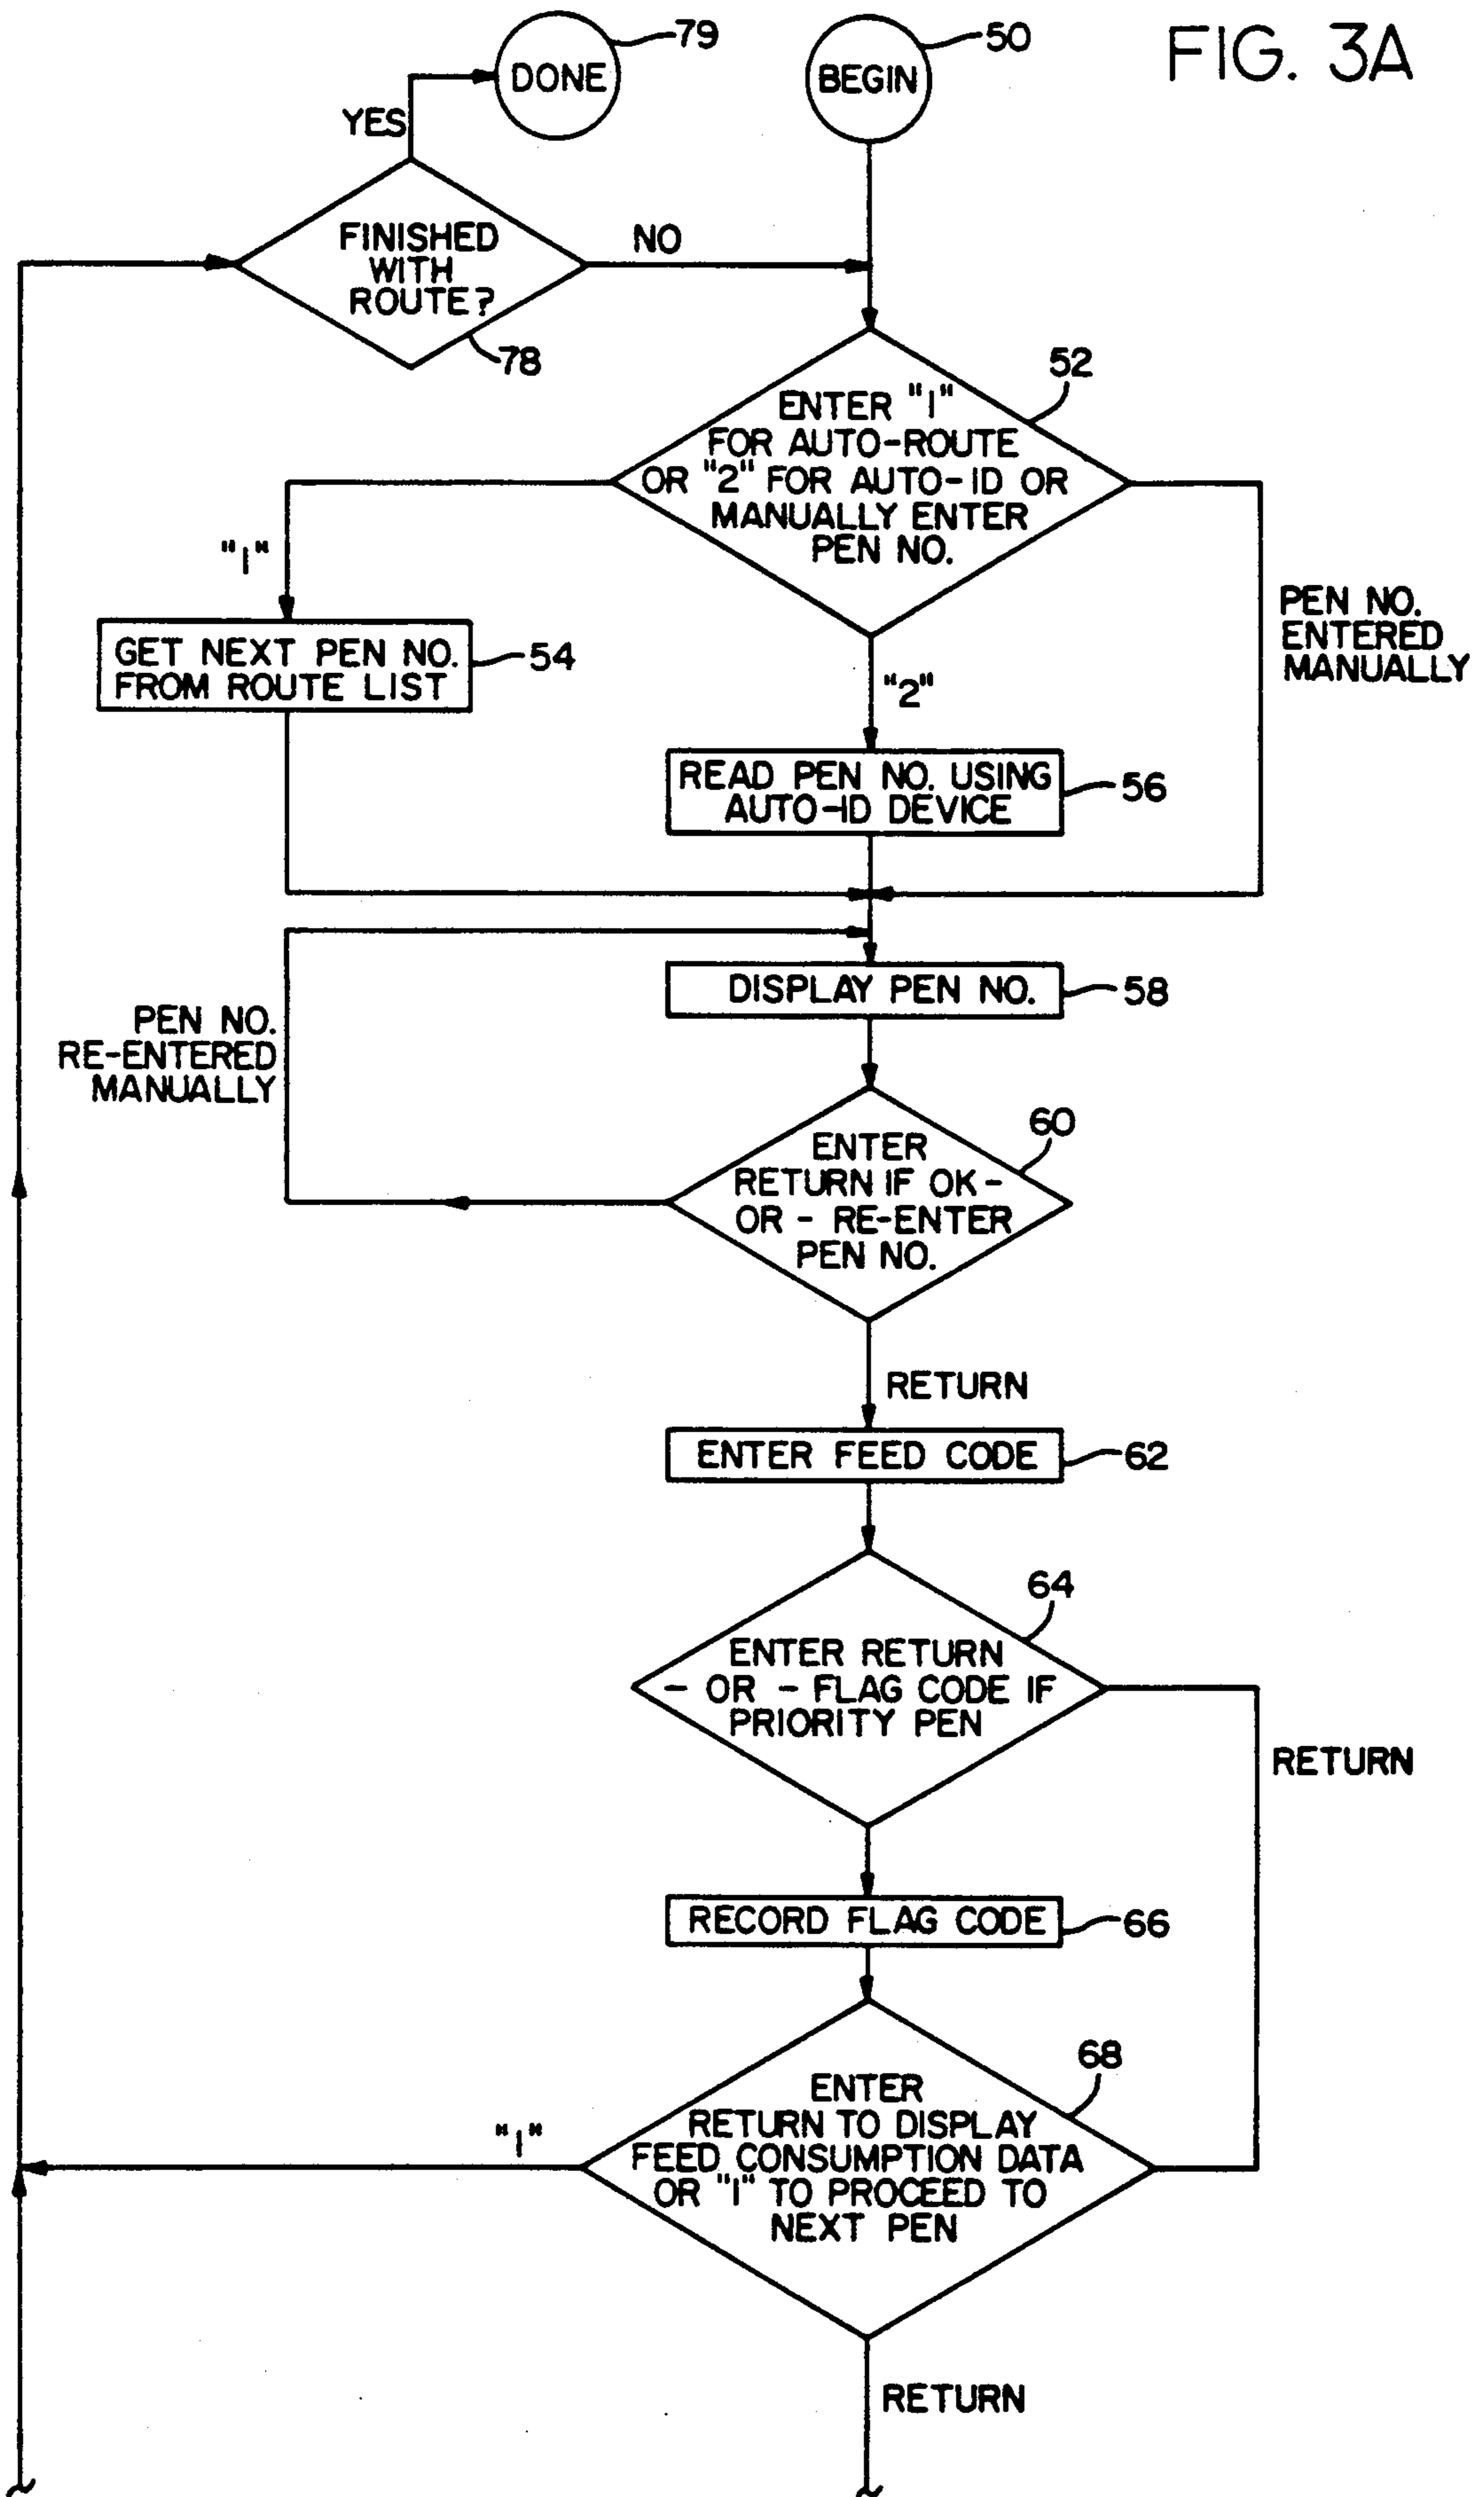 FIG. 3A
79
DONE
50
BEGIN
YES
FINISHED
WITH
ROUTE?
78
NO
52
ENTER "1"
FOR AUTO-ROUTE
OR "2" FOR AUTO-ID OR
MANUALLY ENTER
PEN NO.
"1"
PEN NO.
ENTERED
MANUALLY
GET NEXT PEN NO.
FROM ROUTE LIST
54
"2"
READ PEN NO. USING
AUTO-ID DEVICE
56
DISPLAY PEN NO.
58
PEN NO.
RE-ENTERED
MANUALLY
60
ENTER
RETURN IF OK -
OR - RE-ENTER
PEN NO.
RETURN
ENTER FEED CODE
62
64
ENTER RETURN
- OR - FLAG CODE IF
PRIORITY PEN
RETURN
RECORD FLAG CODE
66
68
ENTER
RETURN TO DISPLAY
FEED CONSUMPTION DATA
OR "1" TO PROCEED TO
NEXT PEN
"1"
RETURN